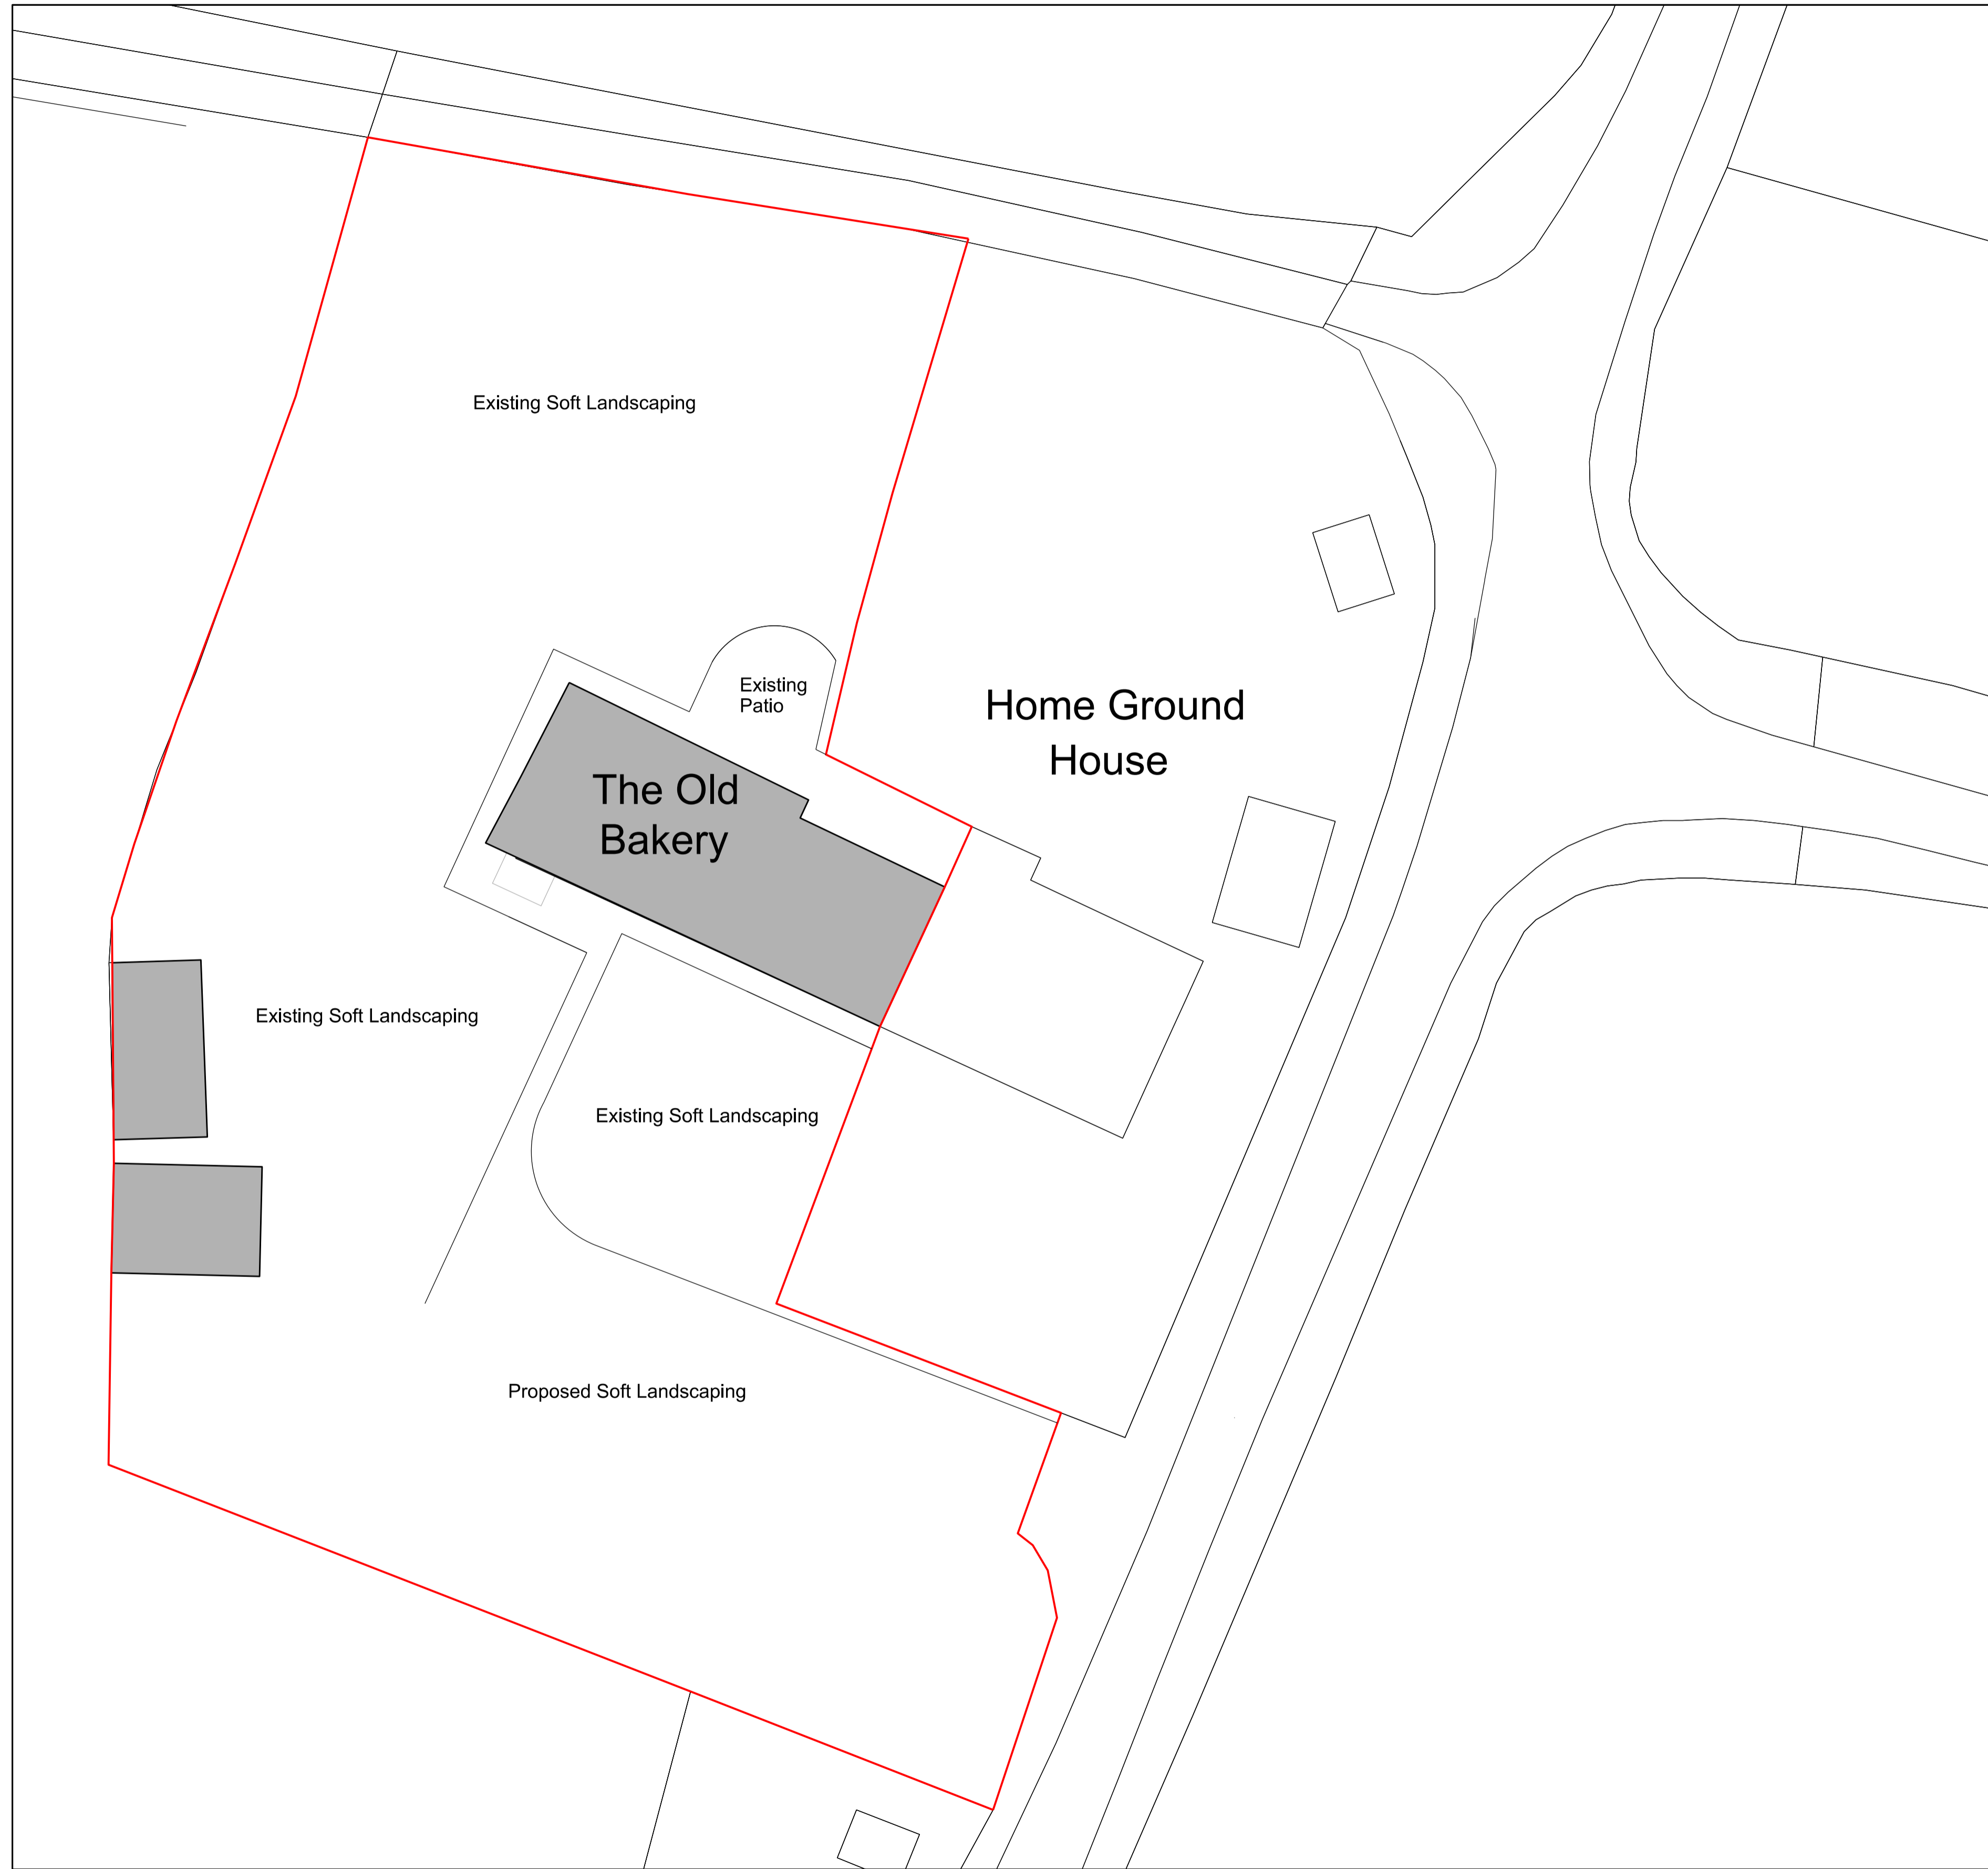 Existing Soft Landscaping
Existing
Patio
Home Ground
House
The Old
Bakery
Existing Soft Landscaping
Existing Soft Landscaping
Proposed Soft Landscaping